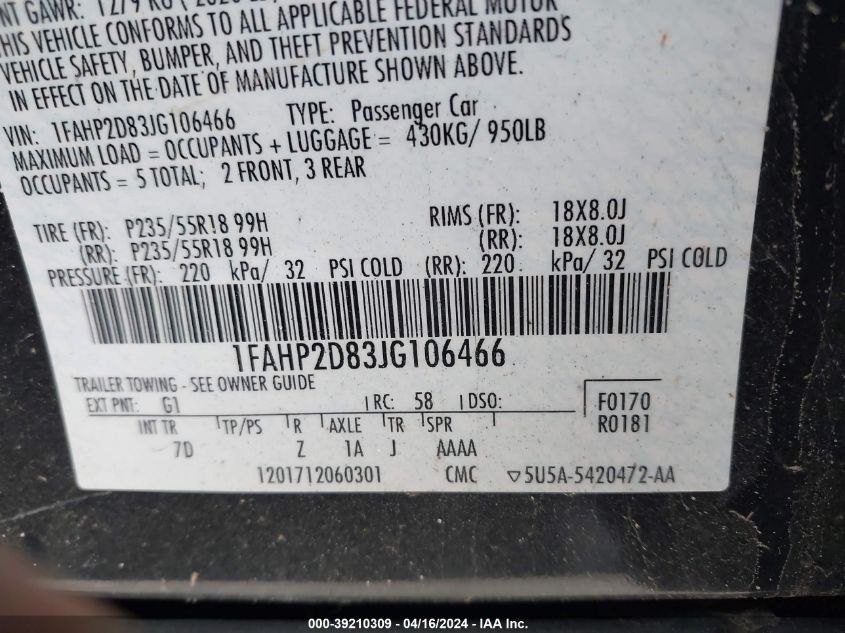 NT GAWR: 1279 KG
THIS VEHICLE CONFORMS TO ALL APPLICABLE FEDERAL MOTOR
VEHICLE SAFETY, BUMPER, AND THEFT PREVENTION STANDARDS
IN EFFECT ON THE DATE OF MANUFACTURE SHOWN ABOVE.
VIN: 1FAHP2D83JG106466 TYPE: Passenger Car
MAXIMUM LOAD = OCCUPANTS + LUGGAGE = 430KG/ 950LB
OCCUPANTS = 5 TOTAL; 2 FRONT, 3 REAR
TIRE (FR): P235/55R18 99H RIMS (FR): 18X8.0J
(RR): P235/55R18 99H (RR): 18X8.0J
PRESSURE (FR): 220 kPa/ 32 PSI COLD (RR): 220 kPa/ 32 PSI COLD
1FAHP2D83JG106466
TRAILER TOWING - SEE OWNER GUIDE
EXT PNT: G1 RC: 58 DSO: F0170
INT TR TP/PS R AXLE TR SPR R0181
7D Z 1A J AAAA
1201712060301 CMC ▽5U5A-5420472-AA
000-39210309 - 04/16/2024 - IAA Inc.